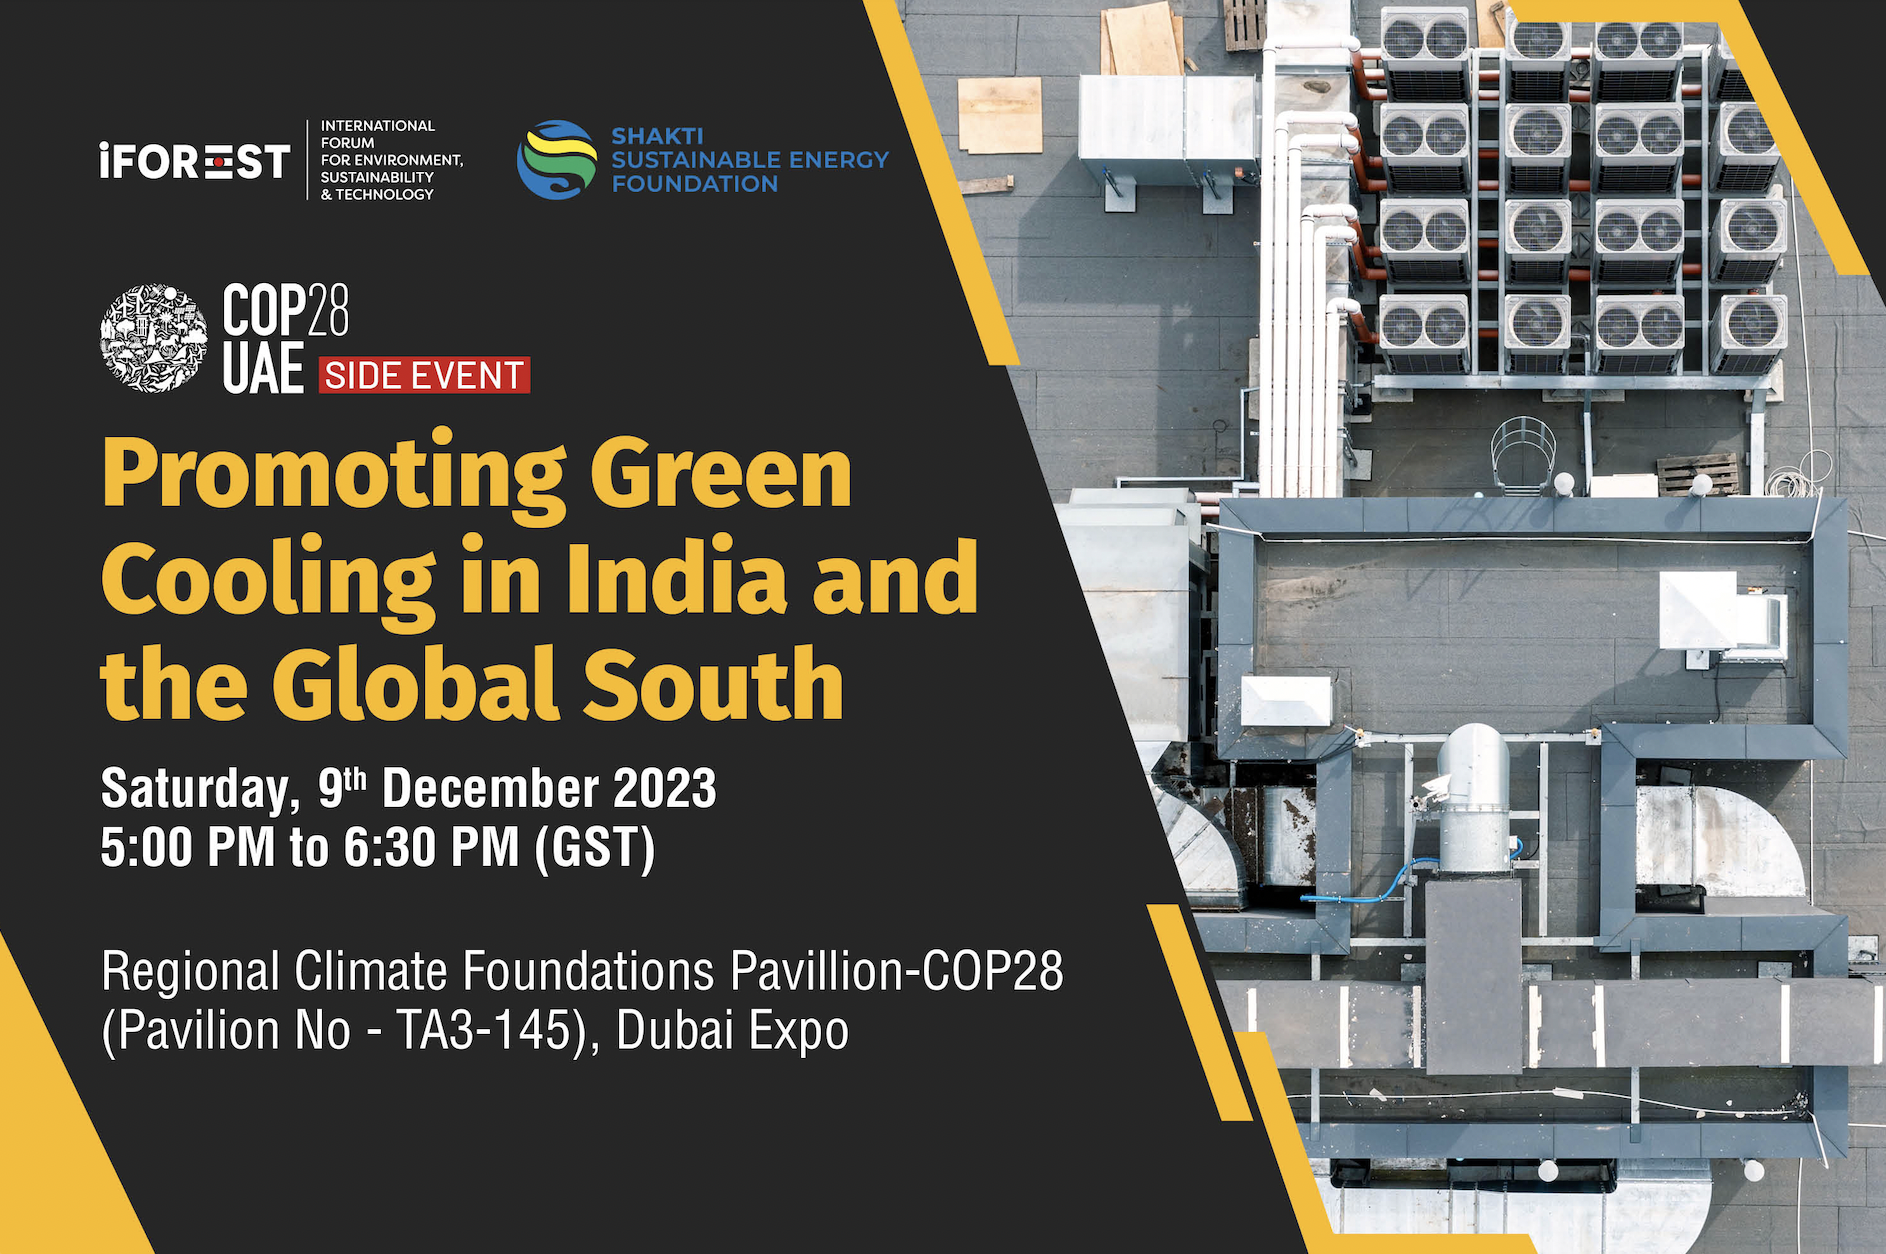 iFOREST
INTERNATIONAL
FORUM
FOR ENVIRONMENT,
SUSTAINABILITY
& TECHNOLOGY
SHAKTI
SUSTAINABLE ENERGY
FOUNDATION
COP28
UAE
SIDE EVENT
Promoting Green
Cooling in India and
the Global South
Saturday, 9th December 2023
5:00 PM to 6:30 PM (GST)
Regional Climate Foundations Pavillion-COP28
(Pavilion No - TA3-145), Dubai Expo